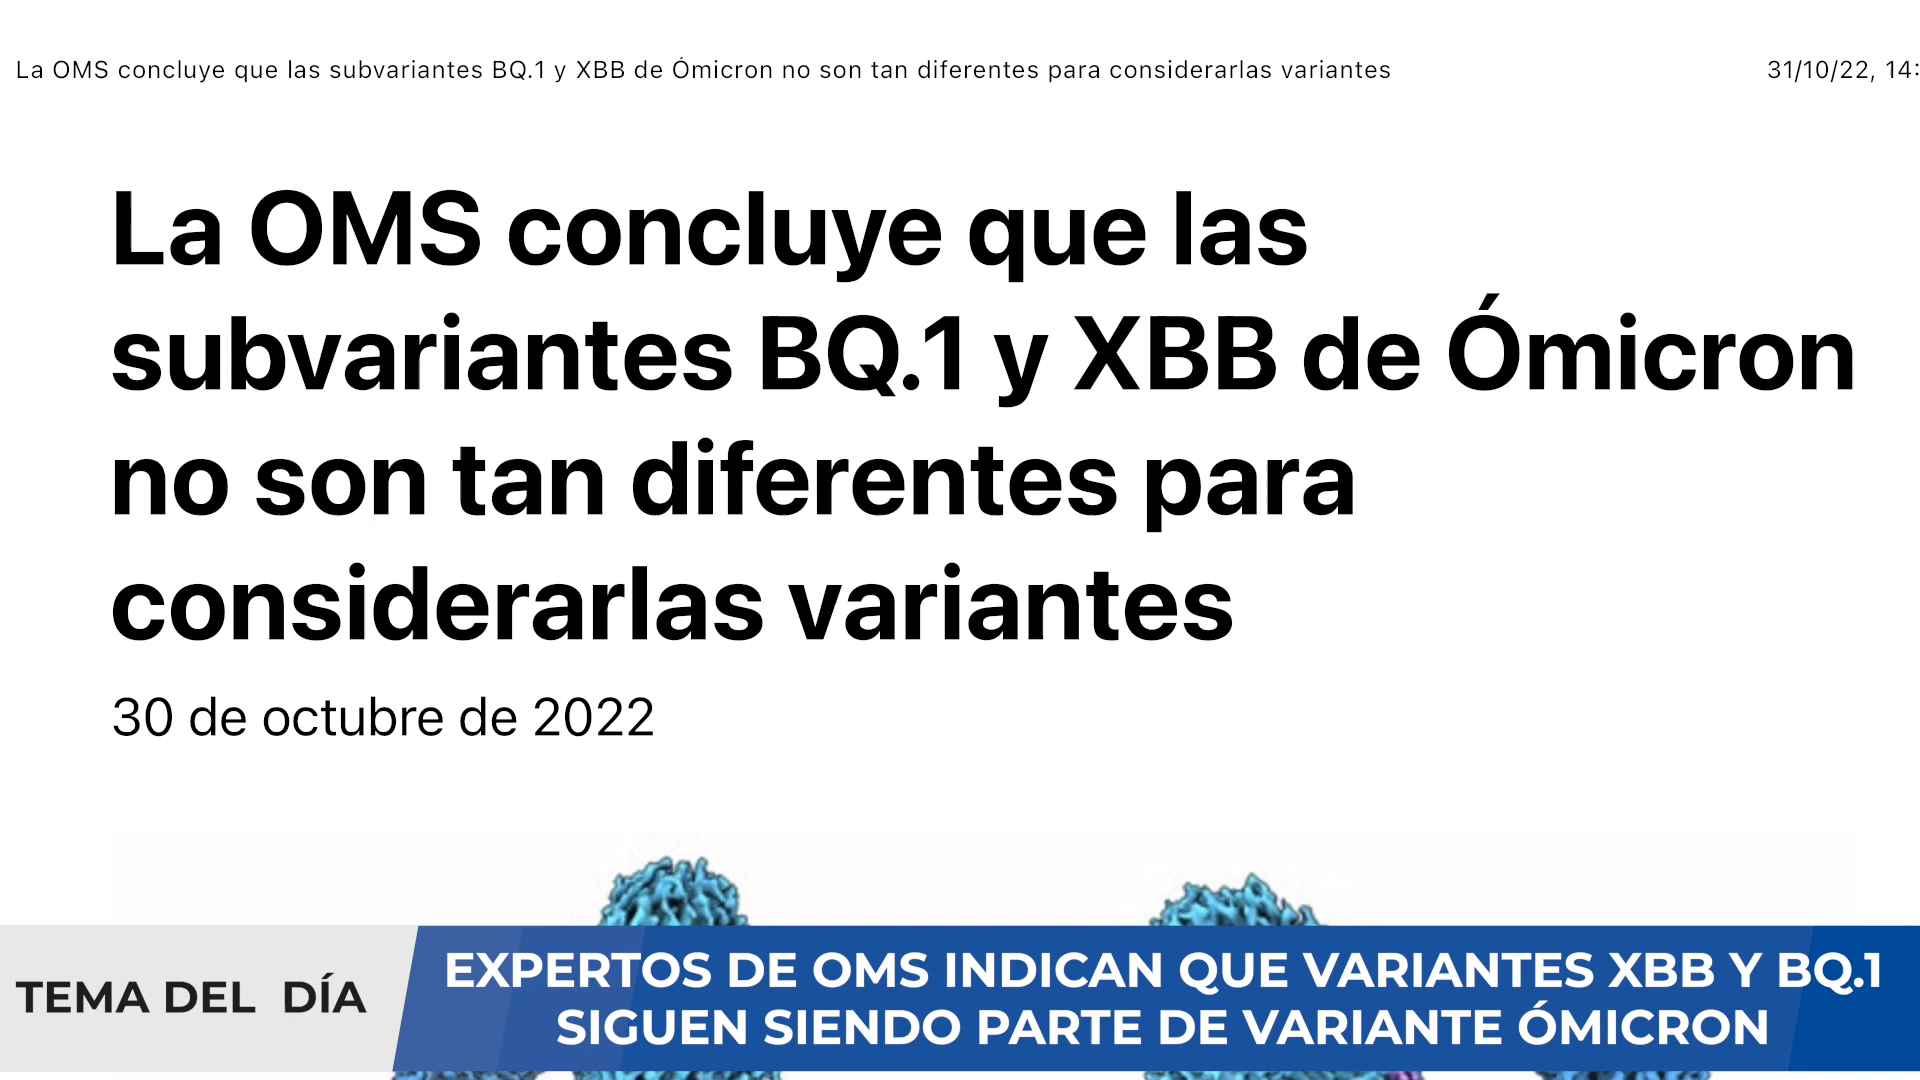 La OMS concluye que las subvariantes BQ.1 y XBB de Ómicron no son tan diferentes para considerarlas variantes
31/10/22, 14:
La OMS concluye que las
subvariantes BQ.1 y XBB de Ómicron
no son tan diferentes para
considerarlas variantes
30 de octubre de 2022
TEMA DEL DÍA
EXPERTOS DE OMS INDICAN QUE VARIANTES XBB Y BQ.1
SIGUEN SIENDO PARTE DE VARIANTE ÓMICRON